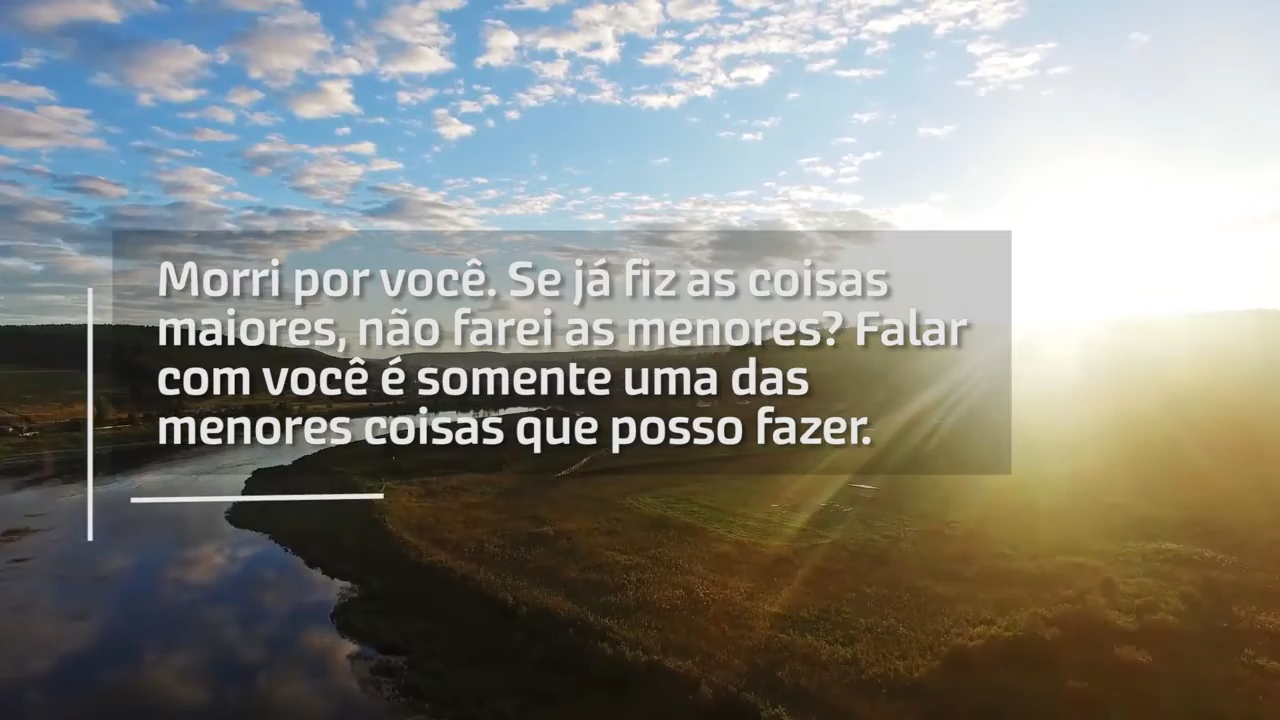 Morri por você. Se já fiz as coisas
maiores, não farei as menores? Falar
com você é somente uma das
menores coisas que posso fazer.